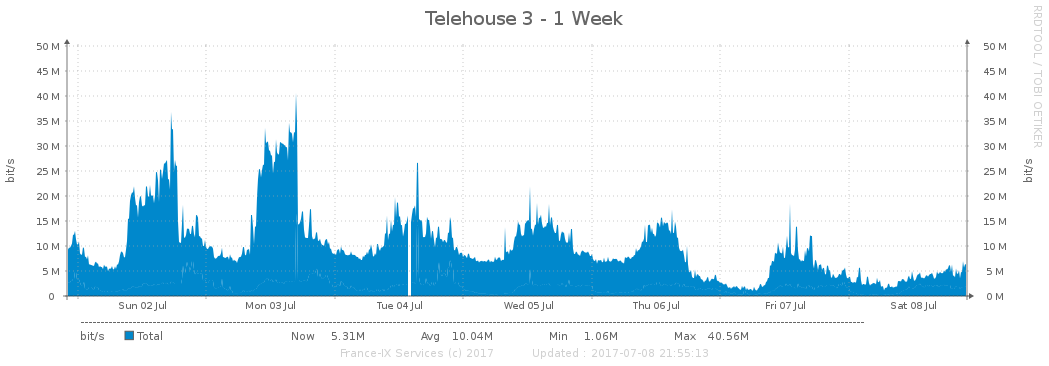 Telehouse 3 - 1 Week
RRDTOOL / TOBI OETIKER
50 M 50 M
45 M 45 M
40 M 40 M
35 M 35 M
30 M 30 M
25 M 25 M
20 M 20 M
15 M 15 M
10 M 10 M
5 M 5 M
0 0 M
bit/s bit/s
Sun 02 Jul Mon 03 Jul Tue 04 Jul Wed 05 Jul Thu 06 Jul Fri 07 Jul Sat 08 Jul
bit/s Total Now 5.31M Avg 10.04M Min 1.06M Max 40.56M
France-IX Services (c) 2017 Updated : 2017-07-08 21:55:13